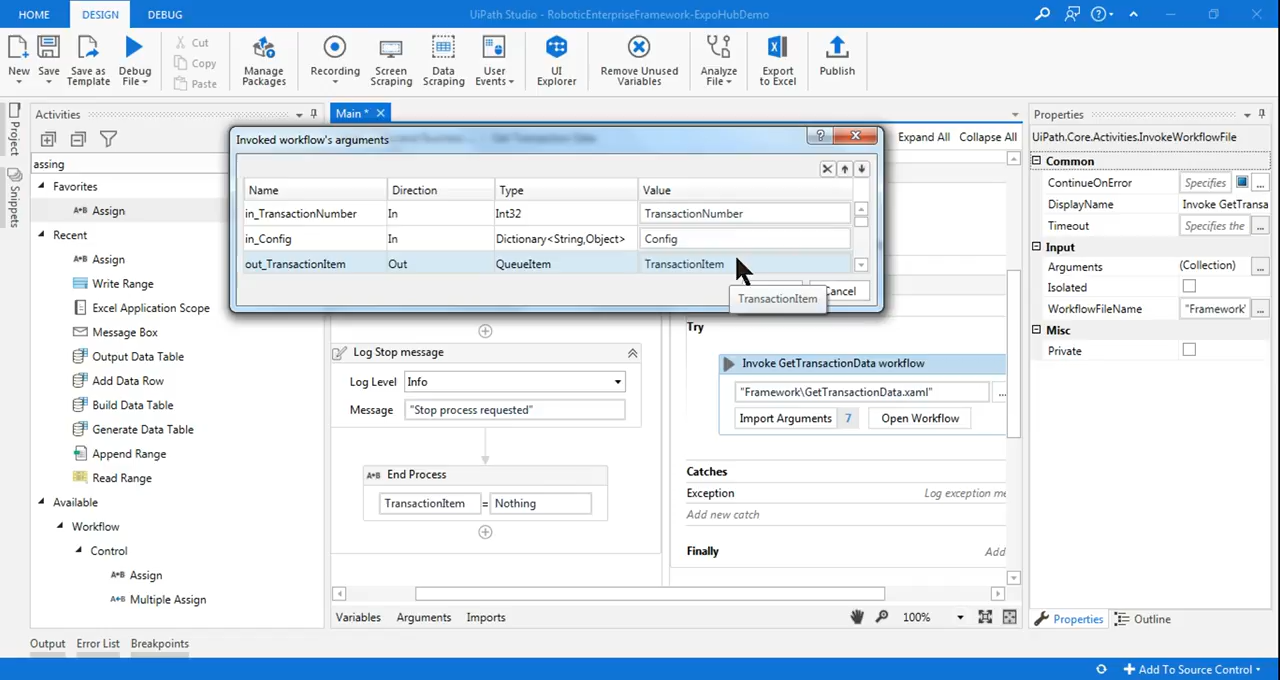 HOME DESIGN DEBUG UiPath Studio - RoboticEnterpriseFramework-ExpoHubDemo
New Save Save as Template Debug File Cut Copy Paste Manage Packages Recording Screen Scraping Data Scraping User Events UI Explorer Remove Unused Variables Analyze File Export to Excel Publish
Project
Snippets
Activities
assing
Favorites
Assign
Recent
Assign
Write Range
Excel Application Scope
Message Box
Output Data Table
Add Data Row
Build Data Table
Generate Data Table
Append Range
Read Range
Available
Workflow
Control
Assign
Multiple Assign
Main *
Expand All Collapse All
Invoked workflow's arguments
Name Direction Type Value
in_TransactionNumber In Int32 TransactionNumber
in_Config In Dictionary<String,Object> Config
out_TransactionItem Out QueueItem TransactionItem
Cancel
TransactionItem
Log Stop message
Log Level Info
Message "Stop process requested"
End Process
TransactionItem = Nothing
Try
Invoke GetTransactionData workflow
"Framework\GetTransactionData.xaml" ...
Import Arguments 7 Open Workflow
Catches
Exception Log exception me
Add new catch
Finally Add
Variables Arguments Imports 100%
Properties
UiPath.Core.Activities.InvokeWorkflowFile
Common
ContinueOnError Specifies ...
DisplayName Invoke GetTransa
Timeout Specifies the ...
Input
Arguments (Collection) ...
Isolated
WorkflowFileName "Framework\ ...
Misc
Private
Properties Outline
Output Error List Breakpoints
Add To Source Control